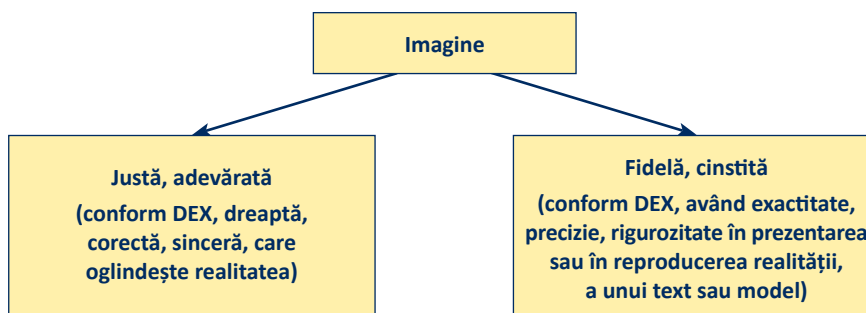 Imagine
Justă, adevărată
(conform DEX, dreaptă,
corectă, sinceră, care
oglindește realitatea)
Fidelă, cinstită
(conform DEX, având exactitate,
precizie, rigurozitate în prezentarea
sau în reproducerea realității,
a unui text sau model)